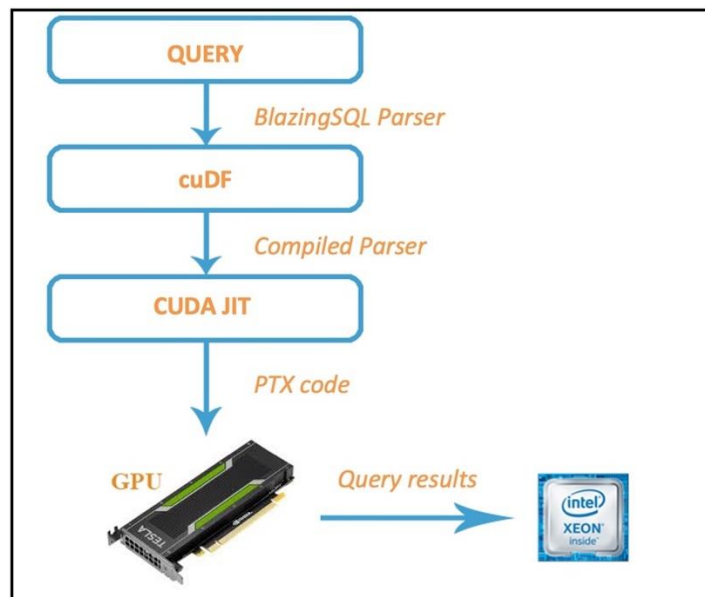 QUERY
BlazingSQL Parser
cuDF
Compiled Parser
CUDA JIT
PTX code
GPU
TESLA
Query results
intel
XEON
inside